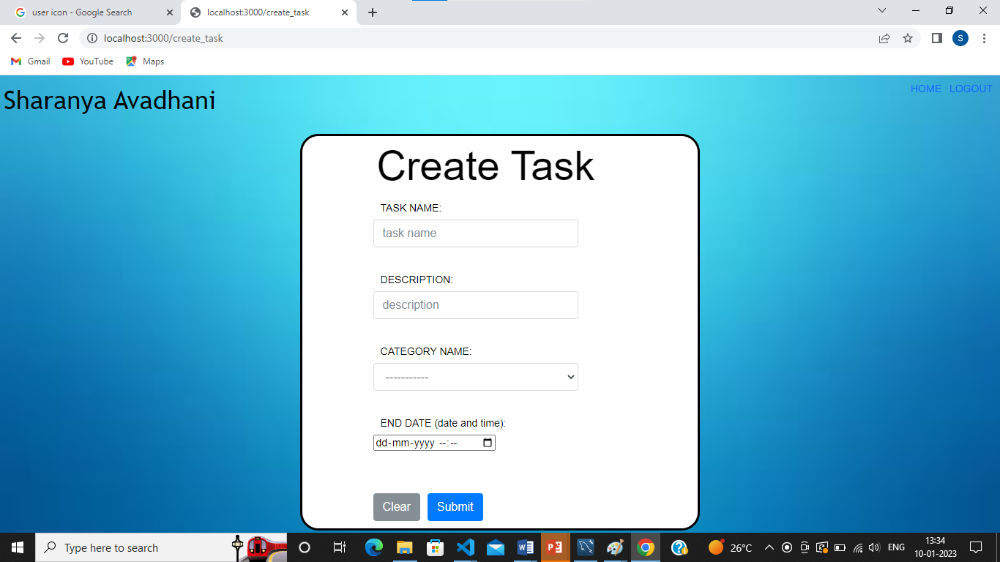 user icon - Google Search
localhost:3000/create_task
localhost:3000/create_task
S
Gmail
YouTube
Maps
Sharanya Avadhani
HOME LOGOUT
Create Task
TASK NAME:
task name
DESCRIPTION:
description
CATEGORY NAME:
-----------
END DATE (date and time):
dd-mm-yyyy --:--
Clear
Submit
Type here to search
26°C
ENG
13:34
10-01-2023